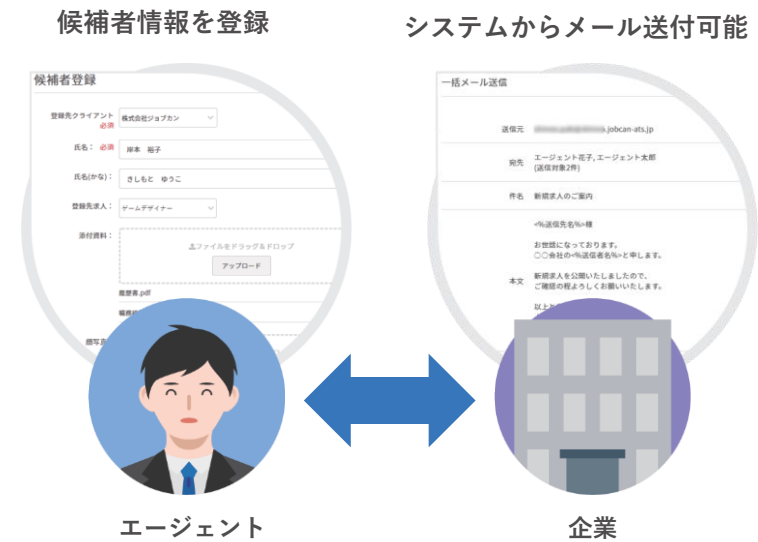 候補者情報を登録
システムからメール送付可能
候補者登録
登録先クライアント
必須
株式会社ジョブカン
氏名： 必須
岸本 裕子
氏名(かな)：
きしもと ゆうこ
登録先求人：
ゲームデザイナー
添付資料：
ファイルをドラッグ&ドロップ
アップロード
履歴書.pdf
一括メール送信
送信元
.jobcan-ats.jp
宛先
エージェント花子, エージェント太郎
(送信対象2件)
件名
新規求人のご案内
<%送信先名%>様
お世話になっております。
〇〇会社の<%送信者名%>と申します。
本文
新規求人を公開いたしましたので、
ご確認の程よろしくお願いいたします。
エージェント
企業